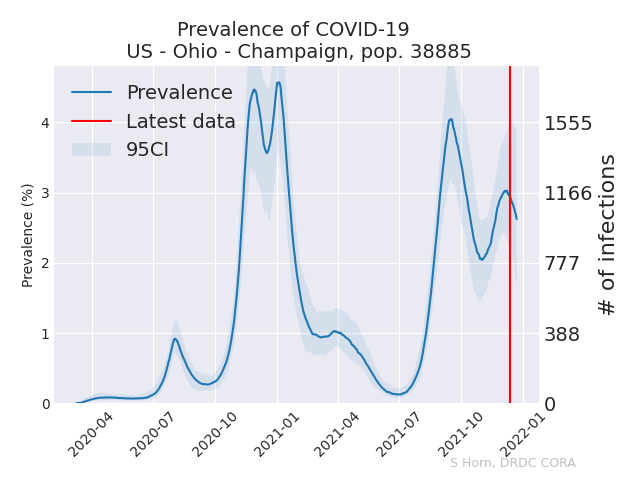 Prevalence of COVID-19
US - Ohio - Champaign, pop. 38885
Prevalence
Latest data
95CI
Prevalence (%)
4
3
2
1
0
1555
1166
777
388
0
# of infections
2020-04
2020-07
2020-10
2021-01
2021-04
2021-07
2021-10
2022-01
S Horn, DRDC CORA